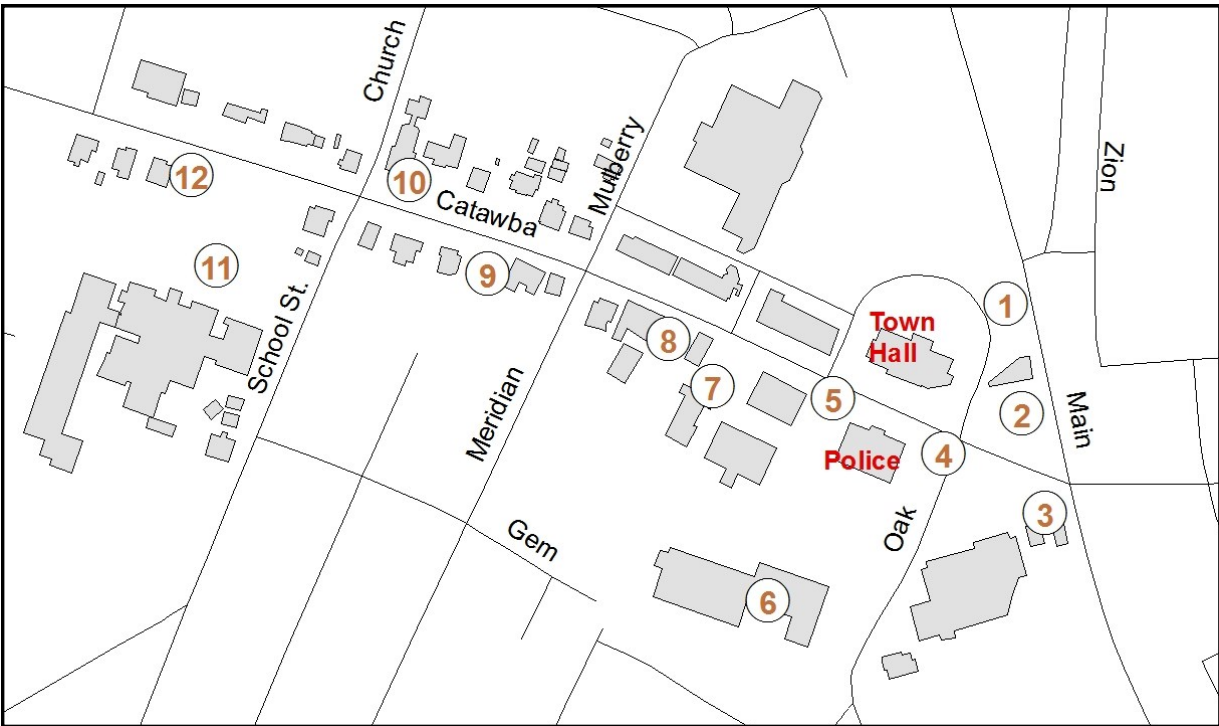 Church
Mulberry
Zion
12
10
Catawba
11
9
1
Town
Hall
8
School St.
7
5
2
Main
Meridian
Police
4
3
Oak
Gem
6